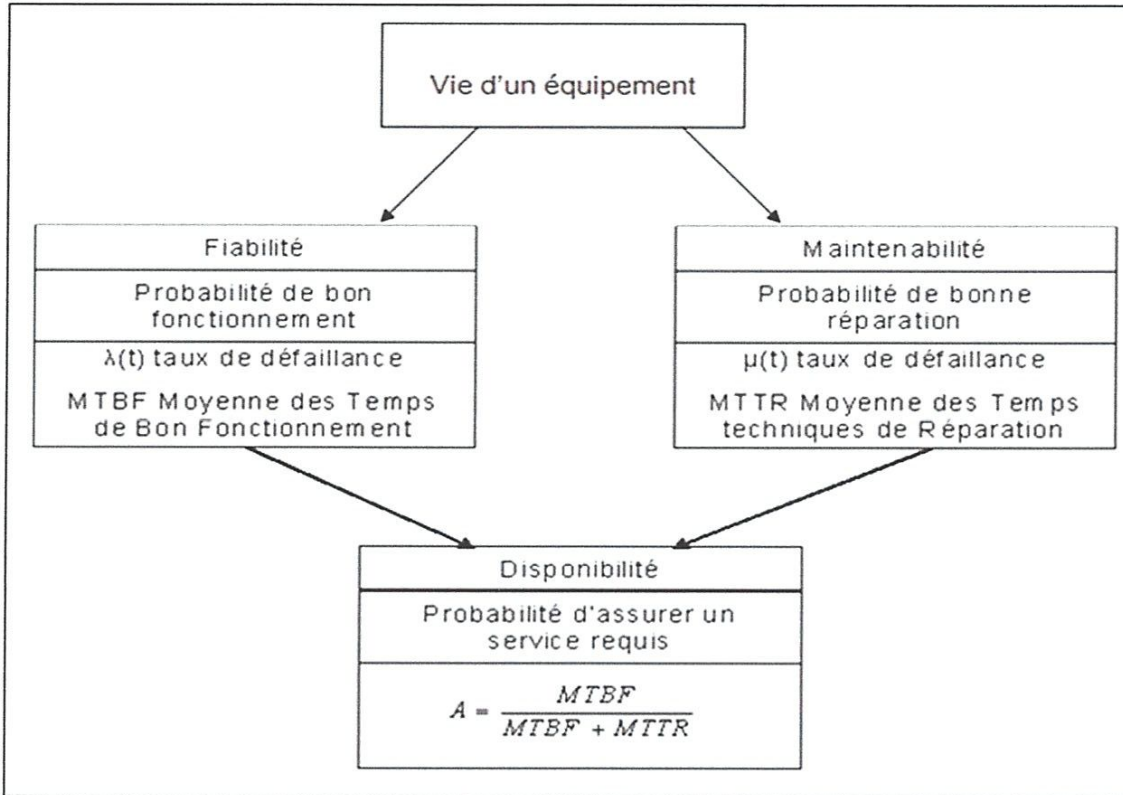 Vie d'un équipement
Fiabilité
Probabilité de bon
fonctionnement
λ(t) taux de défaillance
MTBF Moyenne des Temps
de Bon Fonctionnement
Maintenabilité
Probabilité de bonne
réparation
µ(t) taux de défaillance
MTTR Moyenne des Temps
techniques de Réparation
Disponibilité
Probabilité d'assurer un
service requis
A = MTBF / MTBF + MTTR